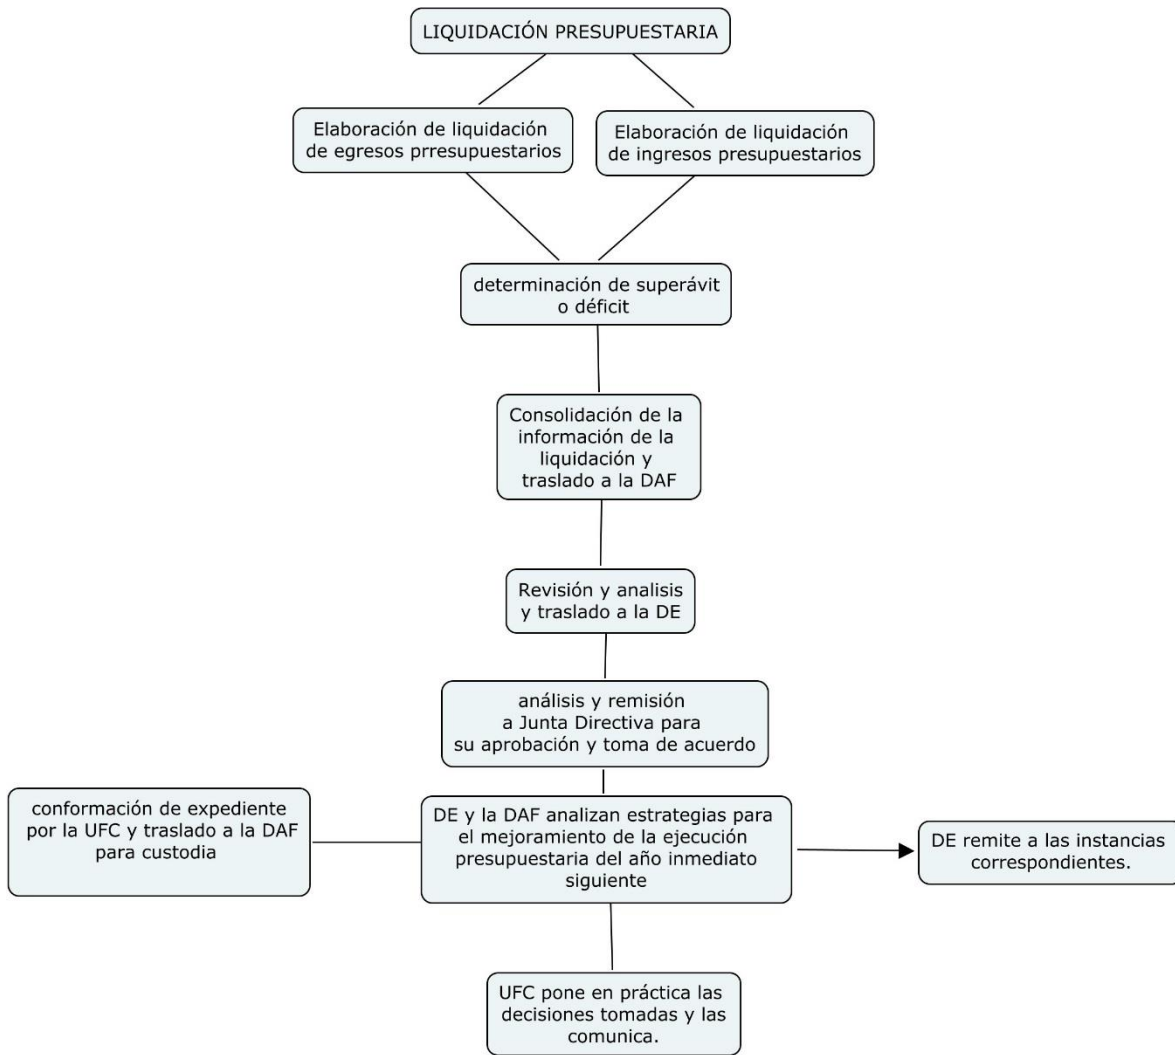 LIQUIDACIÓN PRESUPUESTARIA
Elaboración de liquidación
de egresos prresupuestarios
Elaboración de liquidación
de ingresos presupuestarios
determinación de superávit
o déficit
Consolidación de la
información de la
liquidación y
traslado a la DAF
Revisión y analisis
y traslado a la DE
análisis y remisión
a Junta Directiva para
su aprobación y toma de acuerdo
conformación de expediente
por la UFC y traslado a la DAF
para custodia
DE y la DAF analizan estrategias para
el mejoramiento de la ejecución
presupuestaria del año inmediato
siguiente
DE remite a las instancias
correspondientes.
UFC pone en práctica las
decisiones tomadas y las
comunica.